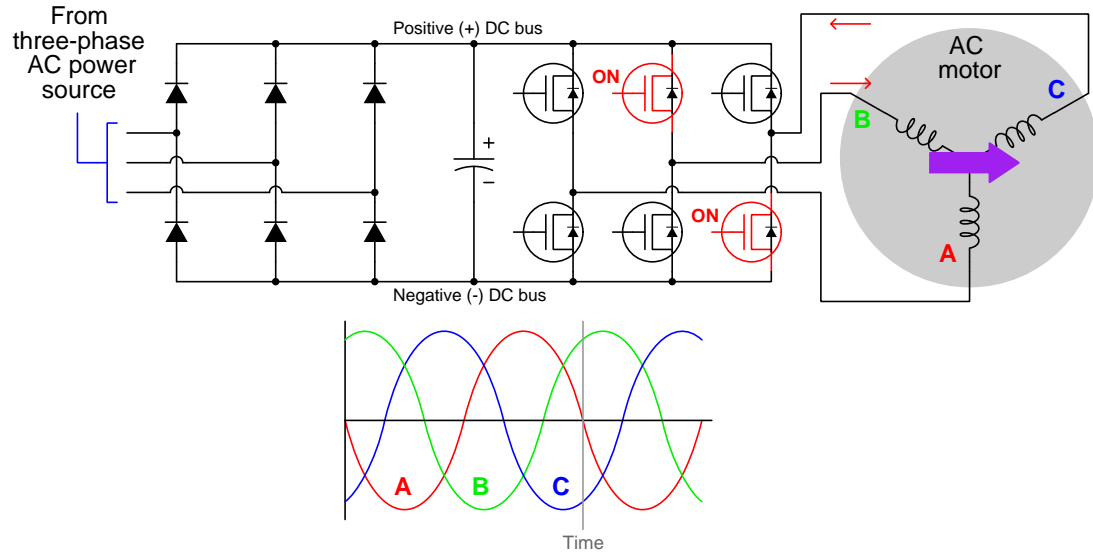 From
three-phase
AC power
source
Positive (+) DC bus
ON
+
−
ON
Negative (-) DC bus
AC
motor
B
C
A
A
B
C
Time